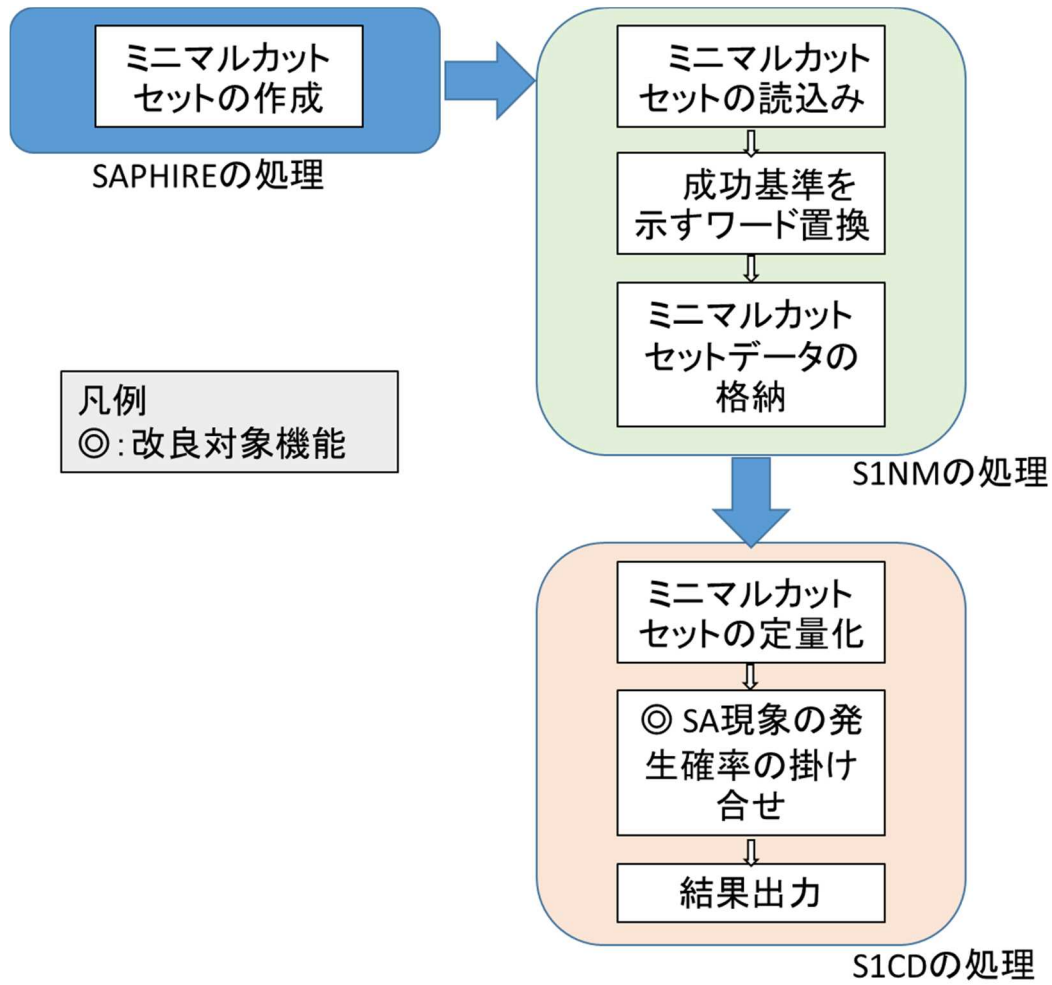 ミニマルカット
セットの作成
SAPHIREの処理
ミニマルカット
セットの読込み
成功基準を
示すワード置換
ミニマルカット
セットデータの
格納
S1NMの処理
凡例
◎:改良対象機能
ミニマルカット
セットの定量化
◎ SA現象の発
生確率の掛け
合せ
結果出力
S1CDの処理